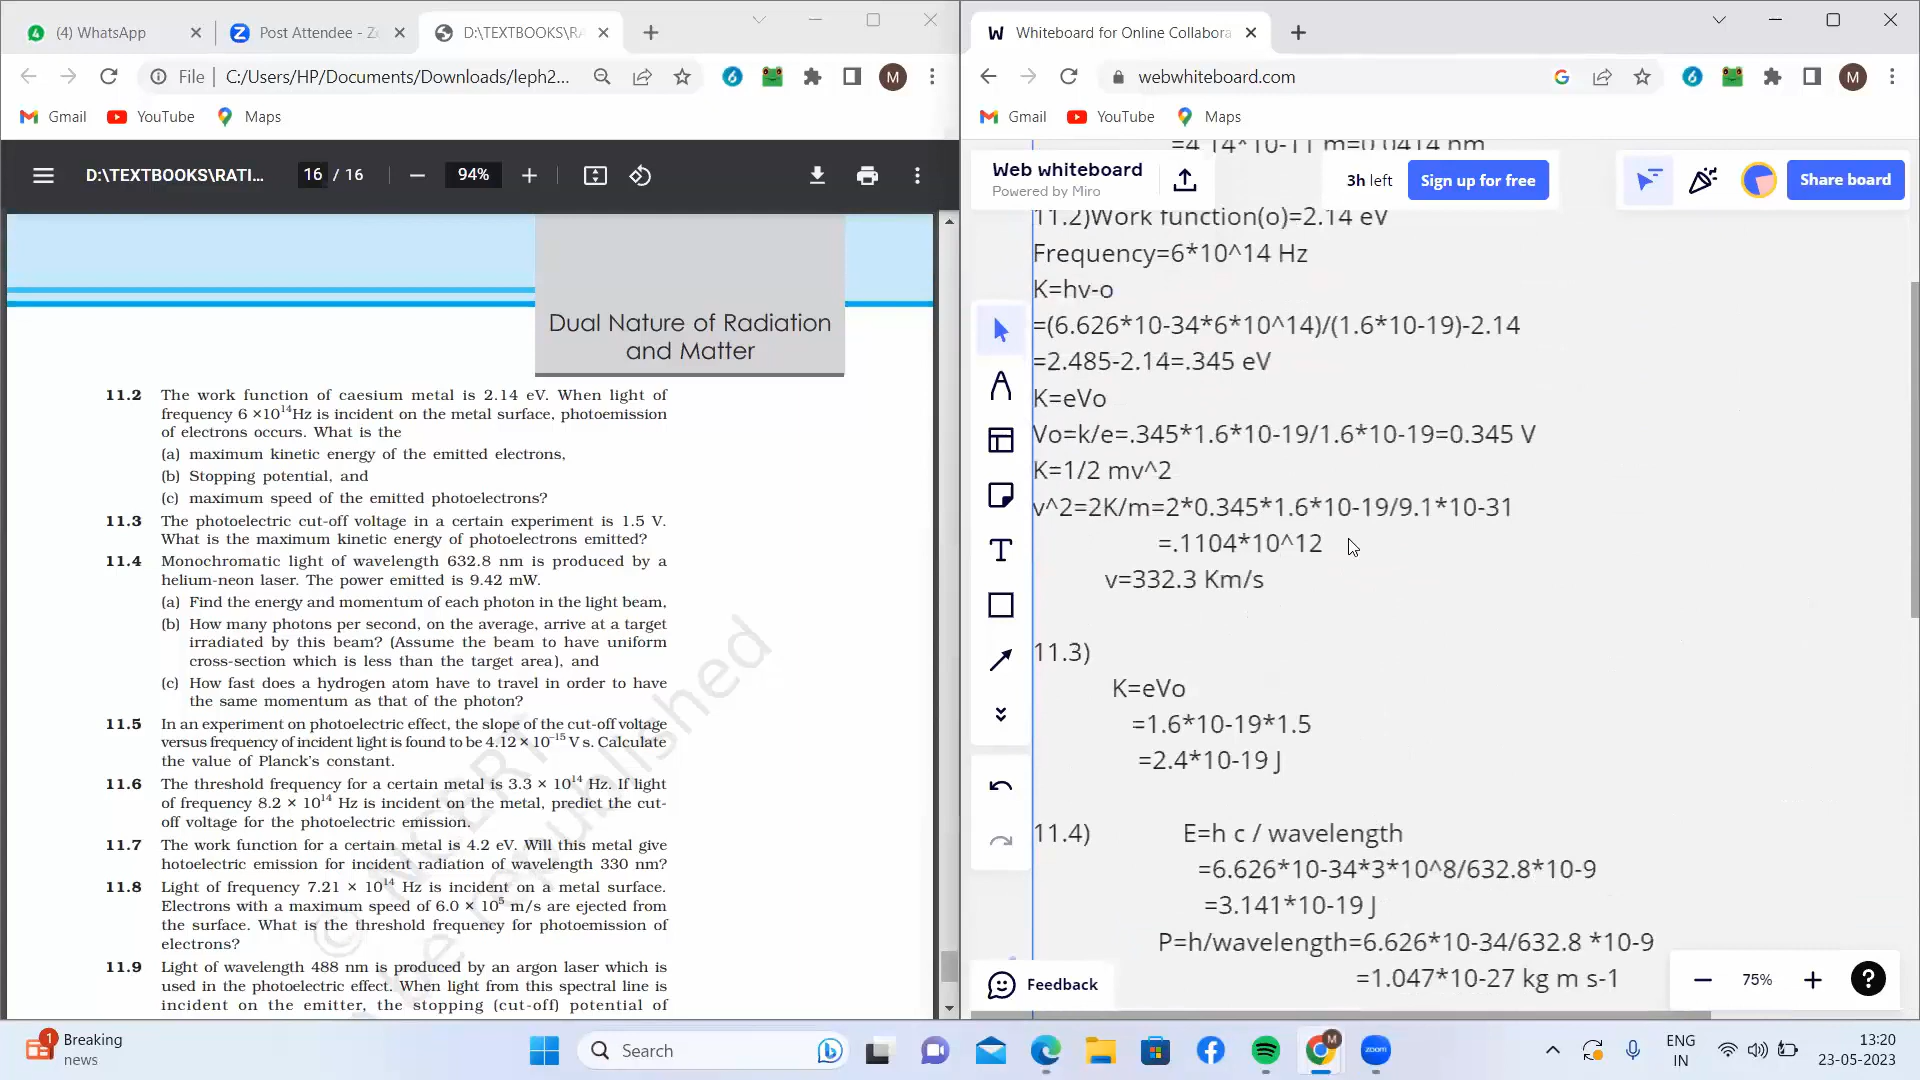 (4) WhatsApp
Post Attendee - Z
D:\TEXTBOOKS\RA
File C:/Users/HP/Documents/Downloads/leph2...
M
Gmail YouTube Maps
D:\TEXTBOOKS\RATI... 16 / 16 94%
Dual Nature of Radiation
and Matter
11.2 The work function of caesium metal is 2.14 eV. When light of
frequency 6 ×10¹⁴Hz is incident on the metal surface, photoemission
of electrons occurs. What is the
(a) maximum kinetic energy of the emitted electrons,
(b) Stopping potential, and
(c) maximum speed of the emitted photoelectrons?
11.3 The photoelectric cut-off voltage in a certain experiment is 1.5 V.
What is the maximum kinetic energy of photoelectrons emitted?
11.4 Monochromatic light of wavelength 632.8 nm is produced by a
helium-neon laser. The power emitted is 9.42 mW.
(a) Find the energy and momentum of each photon in the light beam,
(b) How many photons per second, on the average, arrive at a target
irradiated by this beam? (Assume the beam to have uniform
cross-section which is less than the target area), and
(c) How fast does a hydrogen atom have to travel in order to have
the same momentum as that of the photon?
11.5 In an experiment on photoelectric effect, the slope of the cut-off voltage
versus frequency of incident light is found to be 4.12 × 10⁻¹⁵ V s. Calculate
the value of Planck's constant.
11.6 The threshold frequency for a certain metal is 3.3 × 10¹⁴ Hz. If light
of frequency 8.2 × 10¹⁴ Hz is incident on the metal, predict the cut-
off voltage for the photoelectric emission.
11.7 The work function for a certain metal is 4.2 eV. Will this metal give
hotoelectric emission for incident radiation of wavelength 330 nm?
11.8 Light of frequency 7.21 × 10¹⁴ Hz is incident on a metal surface.
Electrons with a maximum speed of 6.0 × 10⁵ m/s are ejected from
the surface. What is the threshold frequency for photoemission of
electrons?
11.9 Light of wavelength 488 nm is produced by an argon laser which is
used in the photoelectric effect. When light from this spectral line is
incident on the emitter, the stopping (cut-off) potential of
© NCERT
be republished
Whiteboard for Online Collabora
webwhiteboard.com
M
Gmail YouTube Maps
=4.14*10-11 m=0.0414 nm
Web whiteboard
Powered by Miro
3h left
Sign up for free
Share board
11.2)Work function(o)=2.14 eV
Frequency=6*10^14 Hz
K=hv-o
=(6.626*10-34*6*10^14)/(1.6*10-19)-2.14
=2.485-2.14=.345 eV
K=eVo
Vo=k/e=.345*1.6*10-19/1.6*10-19=0.345 V
K=1/2 mv^2
v^2=2K/m=2*0.345*1.6*10-19/9.1*10-31
=.1104*10^12
v=332.3 Km/s
11.3)
K=eVo
=1.6*10-19*1.5
=2.4*10-19 J
11.4) E=h c / wavelength
=6.626*10-34*3*10^8/632.8*10-9
=3.141*10-19 J
P=h/wavelength=6.626*10-34/632.8 *10-9
=1.047*10-27 kg m s-1
Feedback
75%
1
Breaking
news
Search
zoom
M
ENG
IN
13:20
23-05-2023